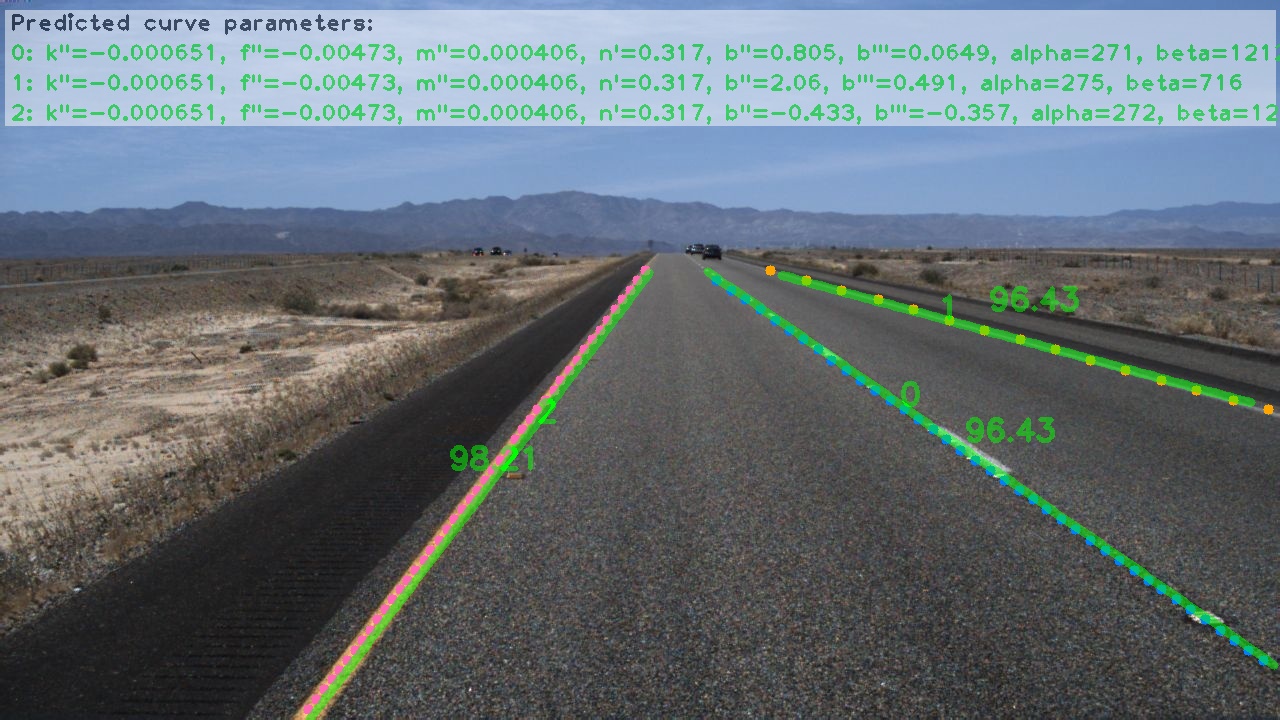 Predicted curve parameters:
0: k''=-0.000651, f''=-0.00473, m''=0.000406, n'=0.317, b''=0.805, b'''=0.0649, alpha=271, beta=121
1: k''=-0.000651, f''=-0.00473, m''=0.000406, n'=0.317, b''=2.06, b'''=0.491, alpha=275, beta=716
2: k''=-0.000651, f''=-0.00473, m''=0.000406, n'=0.317, b''=-0.433, b'''=-0.357, alpha=272, beta=12
1 96.43
0
96.43
2
98.21